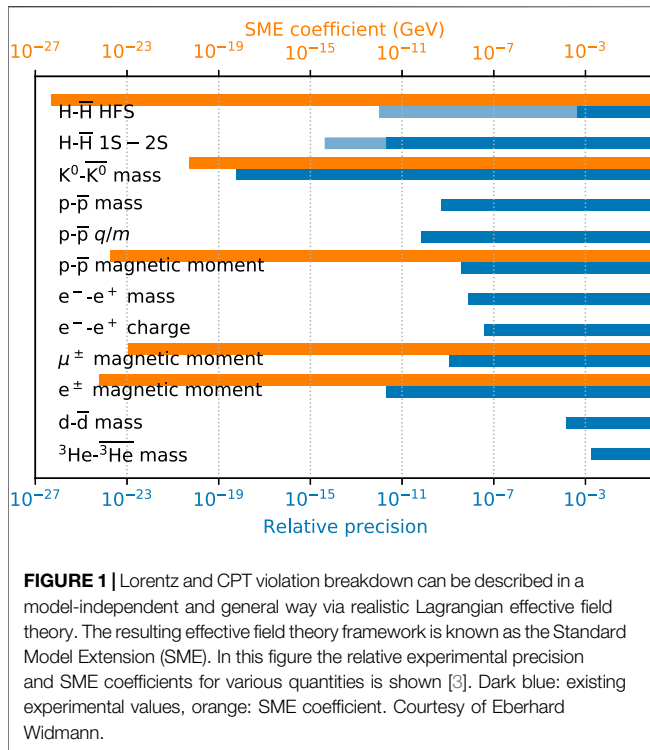 SME coefficient (GeV)
10⁻²⁷ 10⁻²³ 10⁻¹⁹ 10⁻¹⁵ 10⁻¹¹ 10⁻⁷ 10⁻³
H-H̅ HFS
H-H̅ 1S − 2S
K⁰-K̅⁰ mass
p-p̅ mass
p-p̅ q/m
p-p̅ magnetic moment
e⁻-e⁺ mass
e⁻-e⁺ charge
μ± magnetic moment
e± magnetic moment
d-d̅ mass
³He-³H̅e̅ mass
10⁻²⁷ 10⁻²³ 10⁻¹⁹ 10⁻¹⁵ 10⁻¹¹ 10⁻⁷ 10⁻³
Relative precision
FIGURE 1 | Lorentz and CPT violation breakdown can be described in a
model-independent and general way via realistic Lagrangian effective field
theory. The resulting effective field theory framework is known as the Standard
Model Extension (SME). In this figure the relative experimental precision
and SME coefficients for various quantities is shown [3]. Dark blue: existing
experimental values, orange: SME coefficient. Courtesy of Eberhard
Widmann.